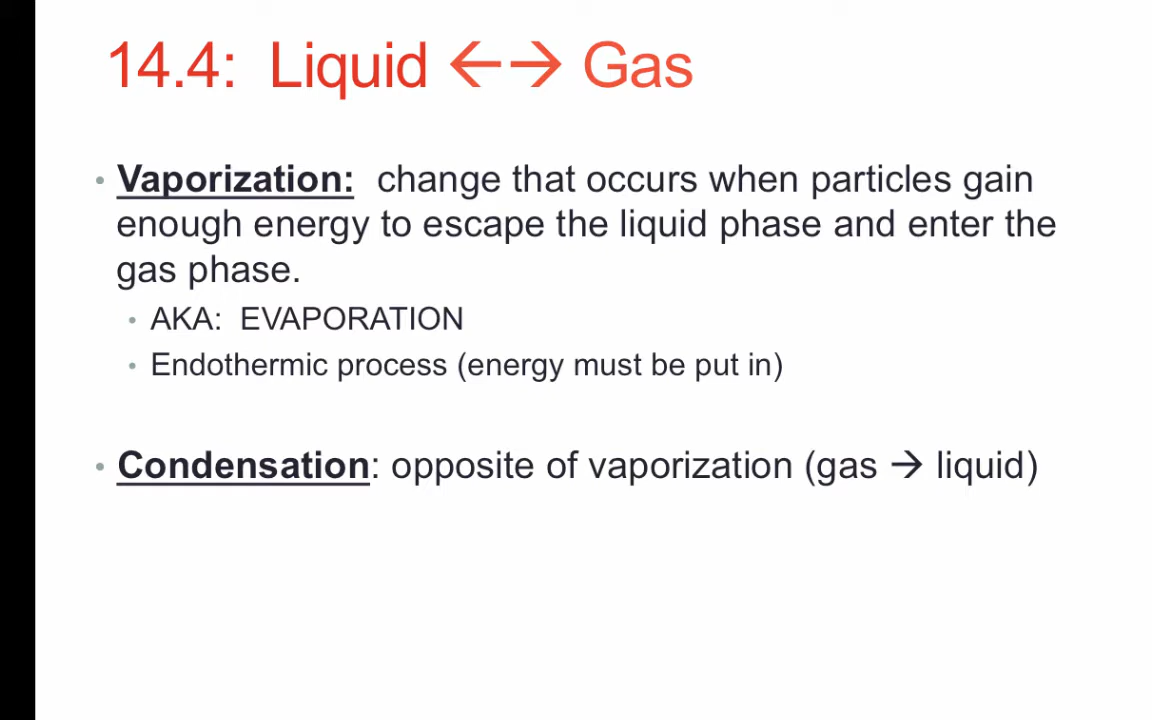 14.4: Liquid ←→ Gas
• Vaporization: change that occurs when particles gain
enough energy to escape the liquid phase and enter the
gas phase.
• AKA: EVAPORATION
• Endothermic process (energy must be put in)
• Condensation: opposite of vaporization (gas → liquid)